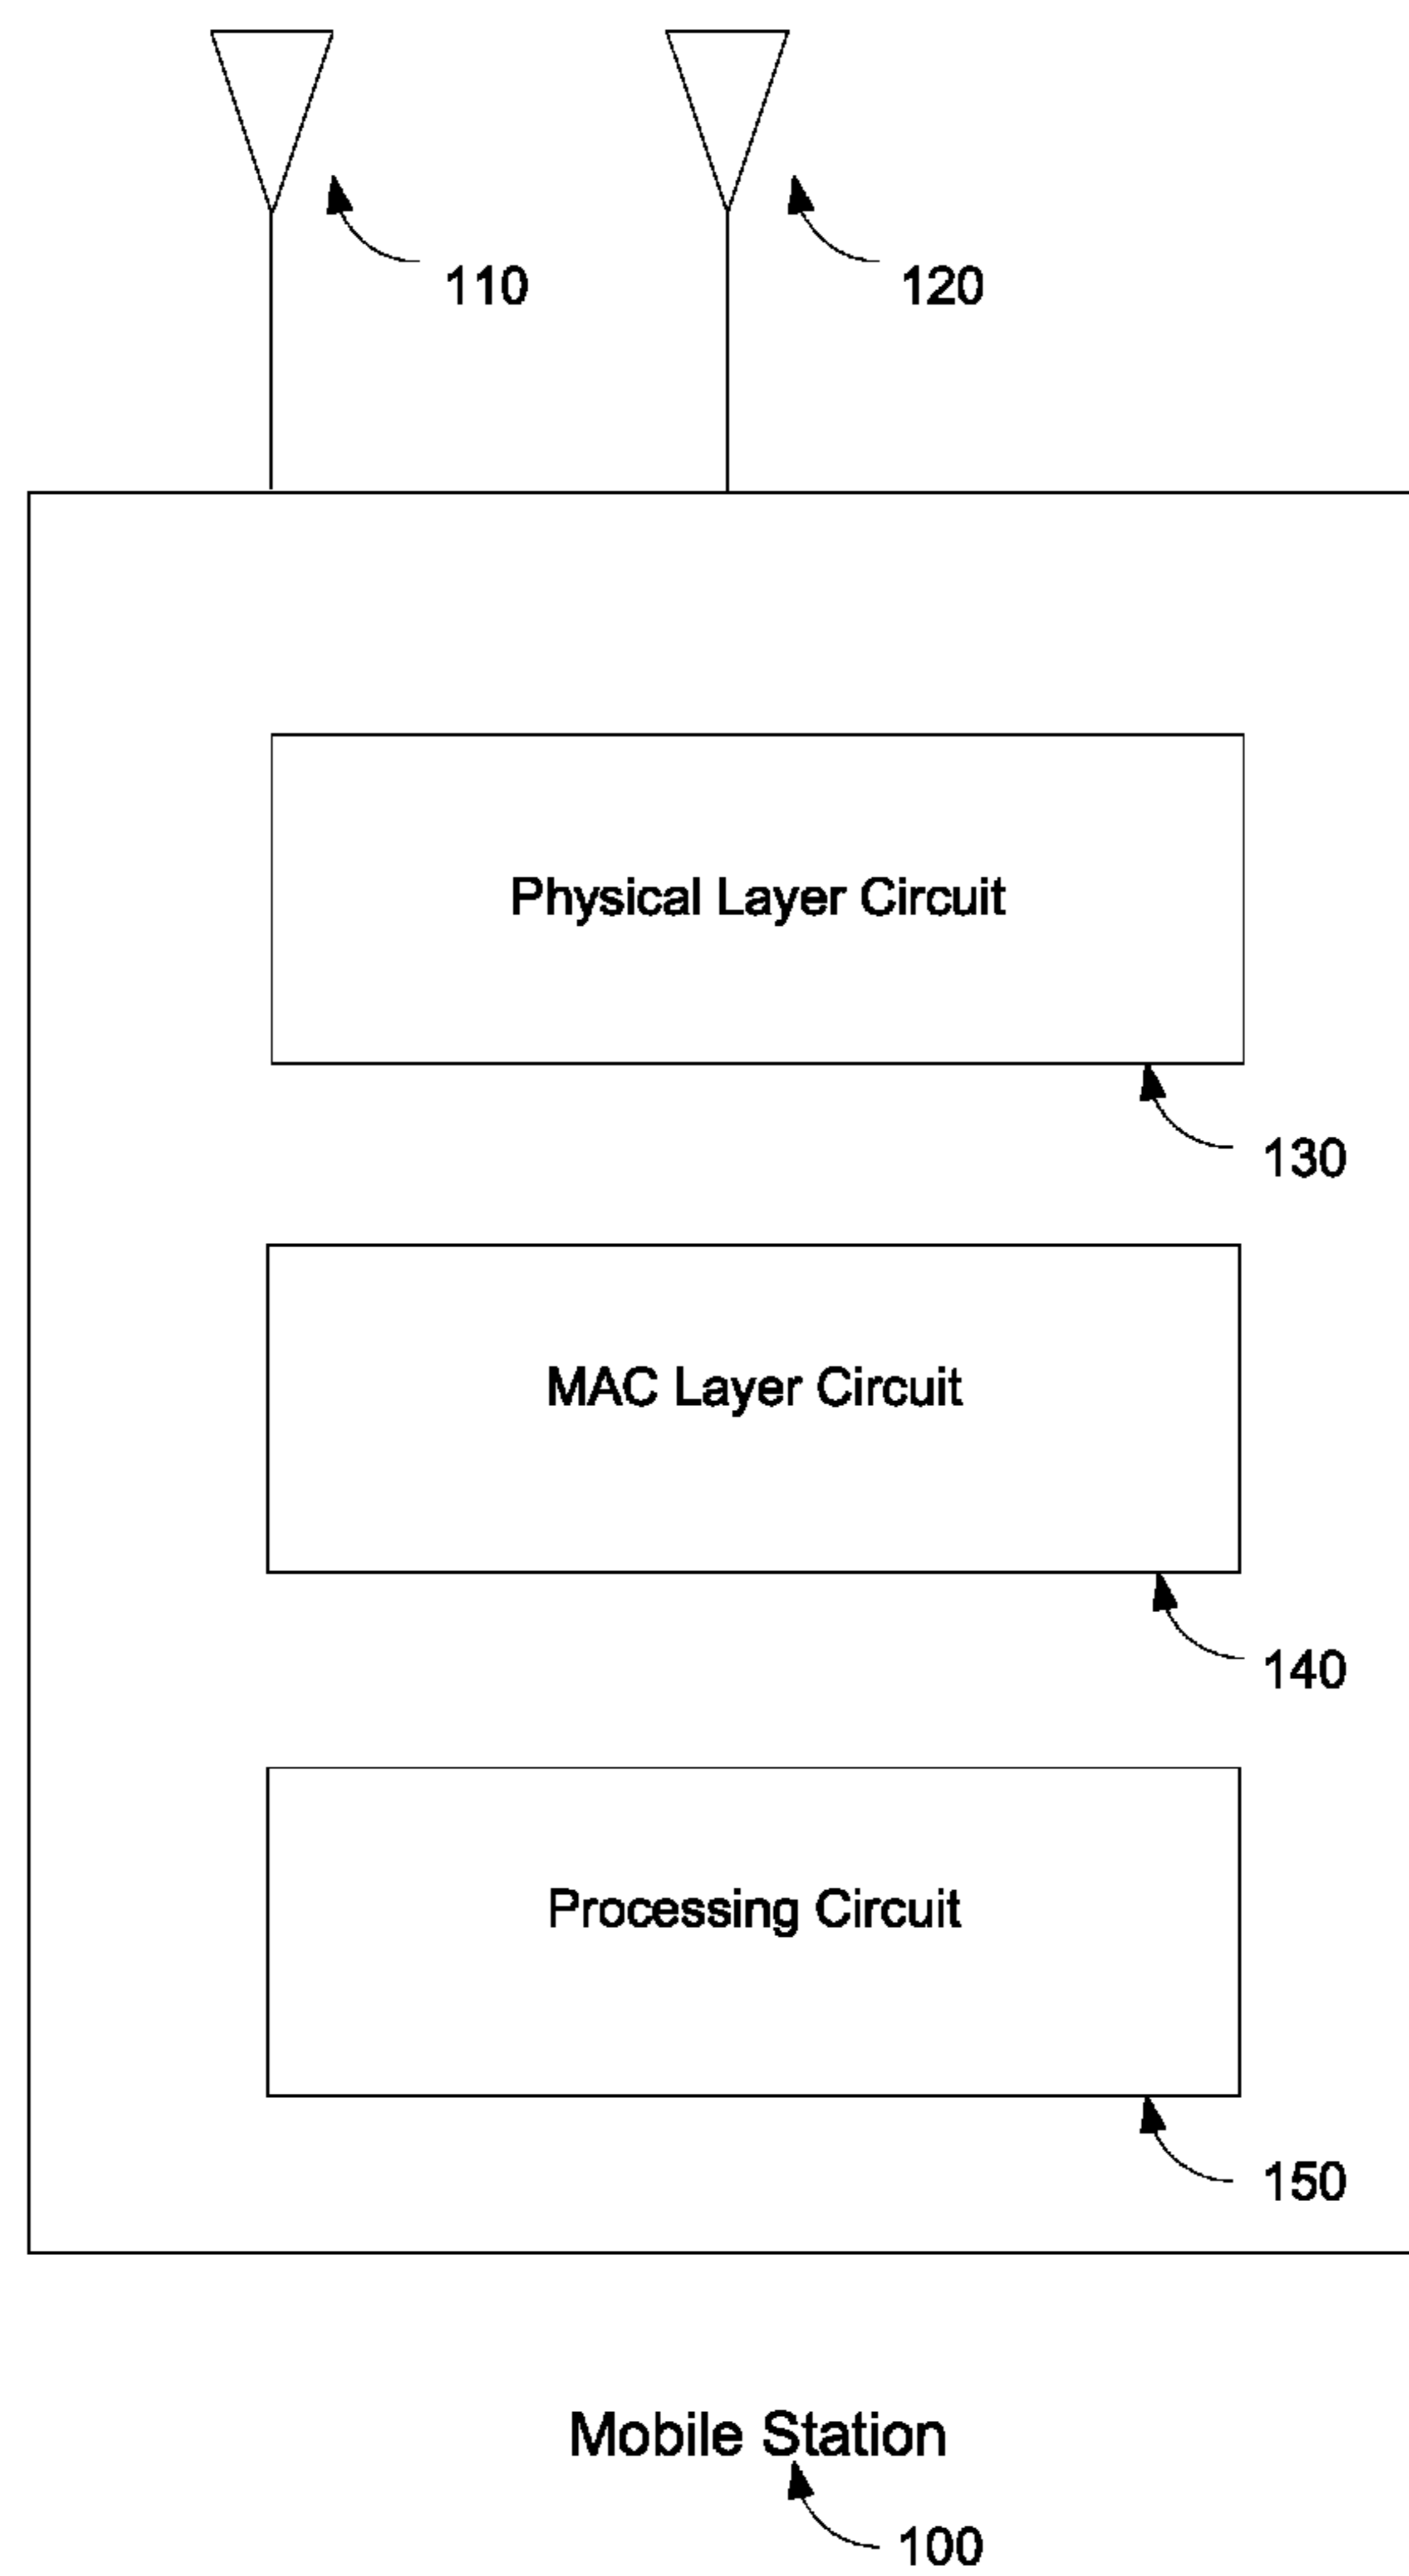 110
120
Physical Layer Circuit
130
MAC Layer Circuit
140
Processing Circuit
150
Mobile Station
100